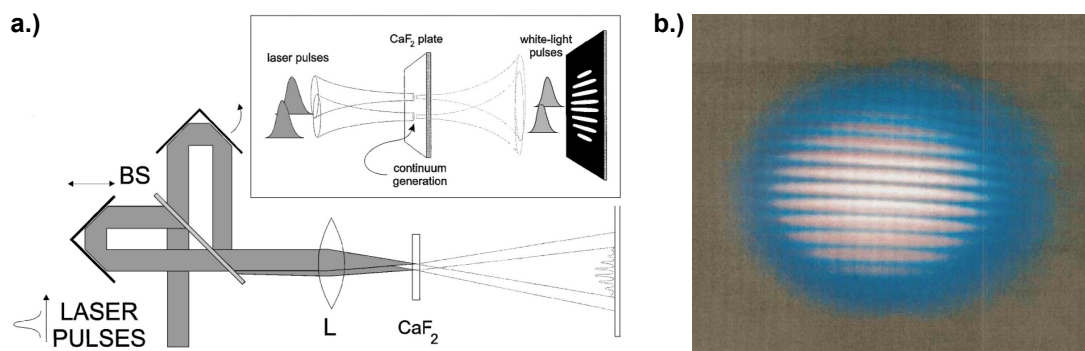 a.)
b.)
CaF2 plate
laser pulses
white-light
pulses
continuum
generation
BS
LASER
PULSES
L
CaF2